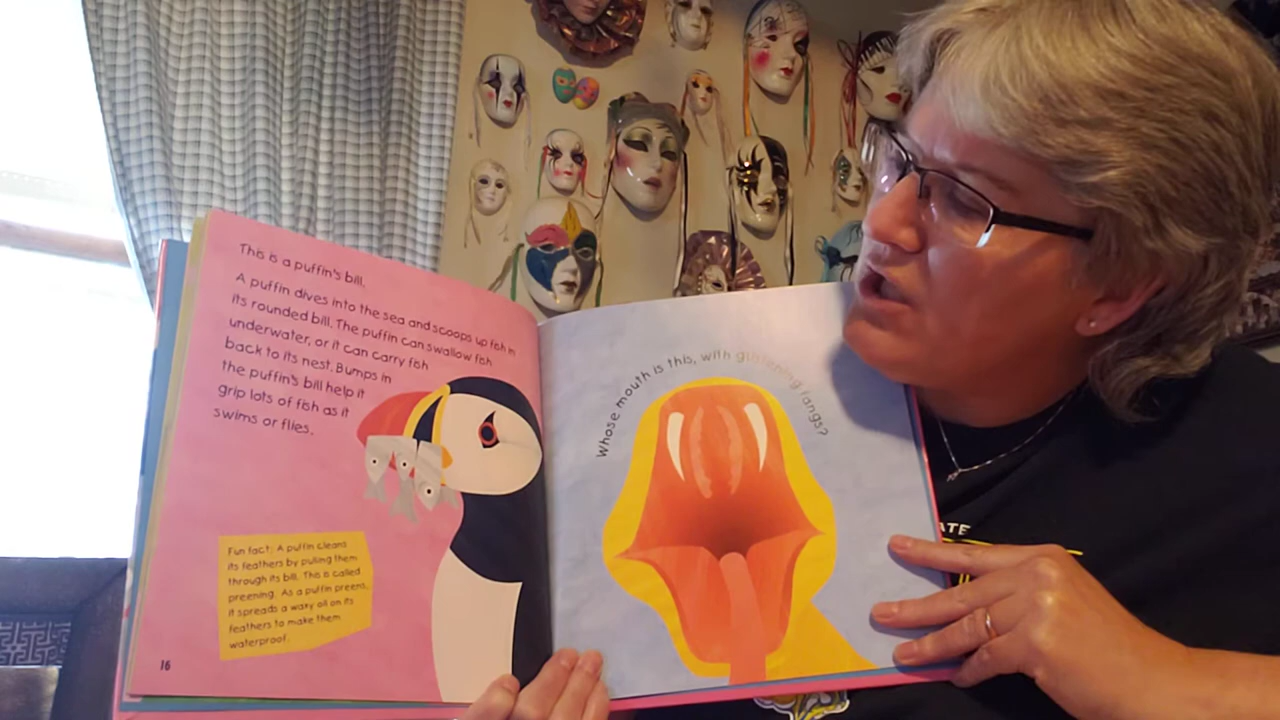 This is a puffin's bill.
A puffin dives into the sea and scoops up fish in
its rounded bill. The puffin can swallow fish
underwater, or it can carry fish
back to its nest. Bumps in
the puffin's bill help it
grip lots of fish as it
swims or flies.
Fun fact: A puffin cleans
its feathers by pulling them
through its bill. This is called
preening. As a puffin preens,
it spreads a waxy oil on its
feathers to make them
waterproof.
16
Whose mouth is this, with glistening fangs?
ATE